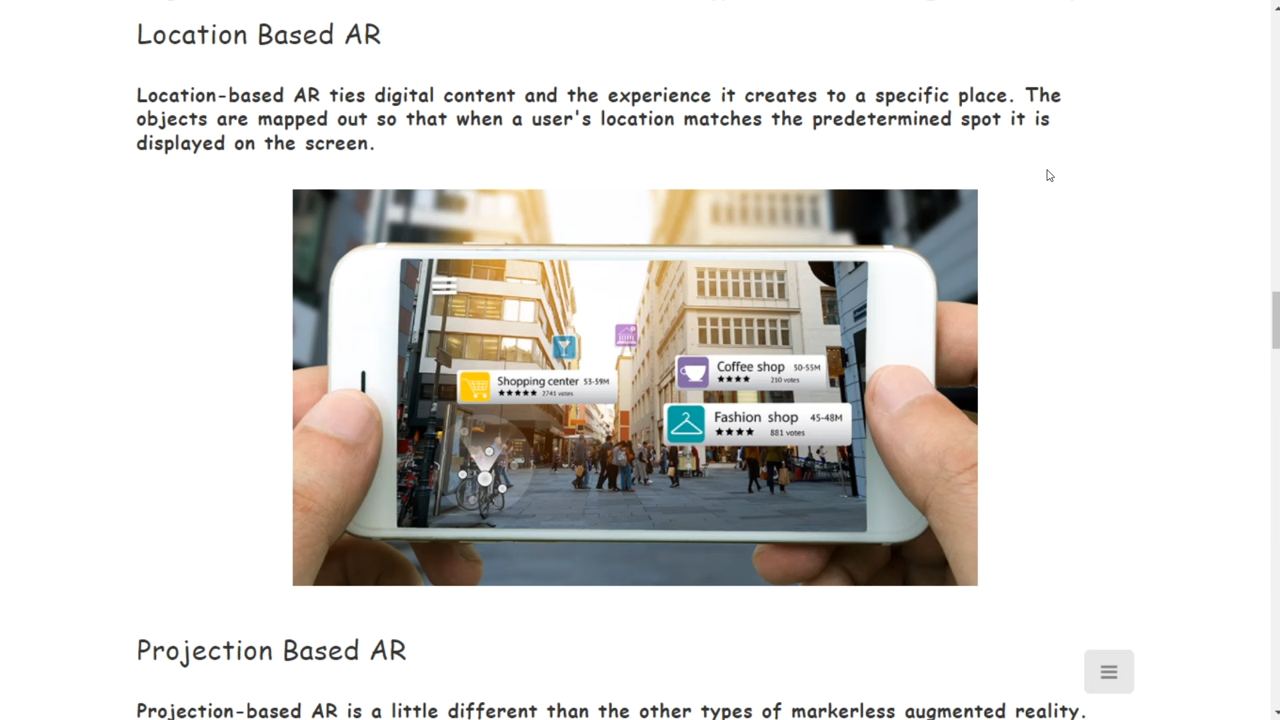 Location Based AR
Location-based AR ties digital content and the experience it creates to a specific place. The
objects are mapped out so that when a user's location matches the predetermined spot it is
displayed on the screen.
Coffee shop 50-55M
210 votes
Shopping center 53-59M
2741 votes
Fashion shop 45-48M
881 votes
Projection Based AR
Projection-based AR is a little different than the other types of markerless augmented reality.